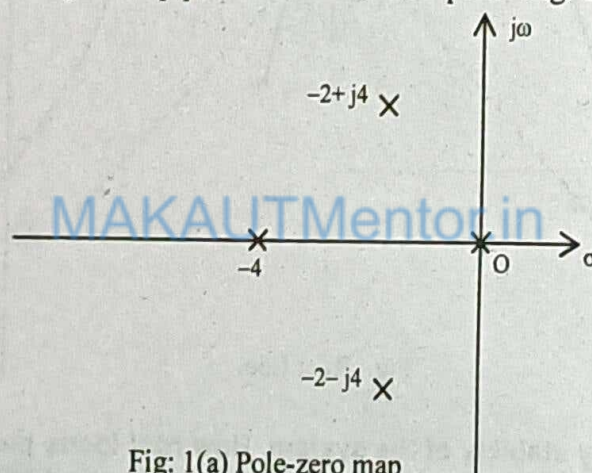 jω
-2+ j4
MAKAUTMentor.in
-4
O
σ
-2- j4
Fig: 1(a) Pole-zero map